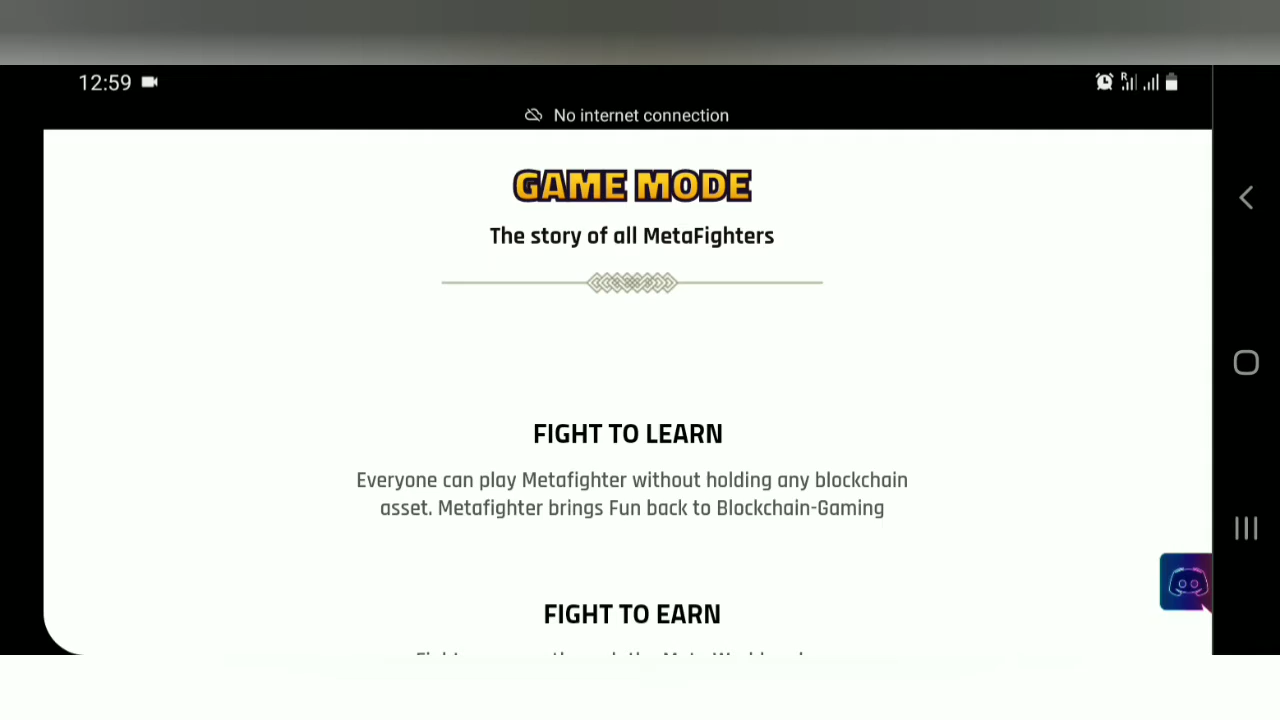 12:59
R
No internet connection
GAME MODE
The story of all MetaFighters
FIGHT TO LEARN
Everyone can play Metafighter without holding any blockchain
asset. Metafighter brings Fun back to Blockchain-Gaming
FIGHT TO EARN